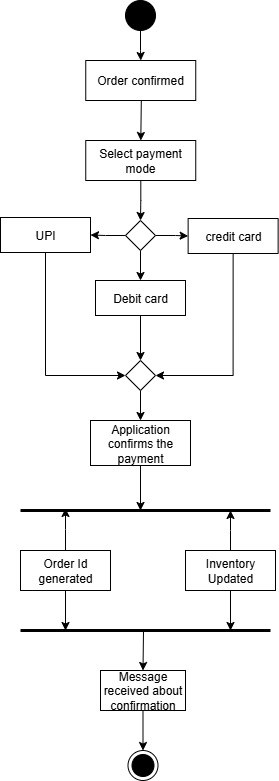 Order confirmed
Select payment
mode
UPI
credit card
Debit card
Application
confirms the
payment
Order Id
generated
Inventory
Updated
Message
received about
confirmation